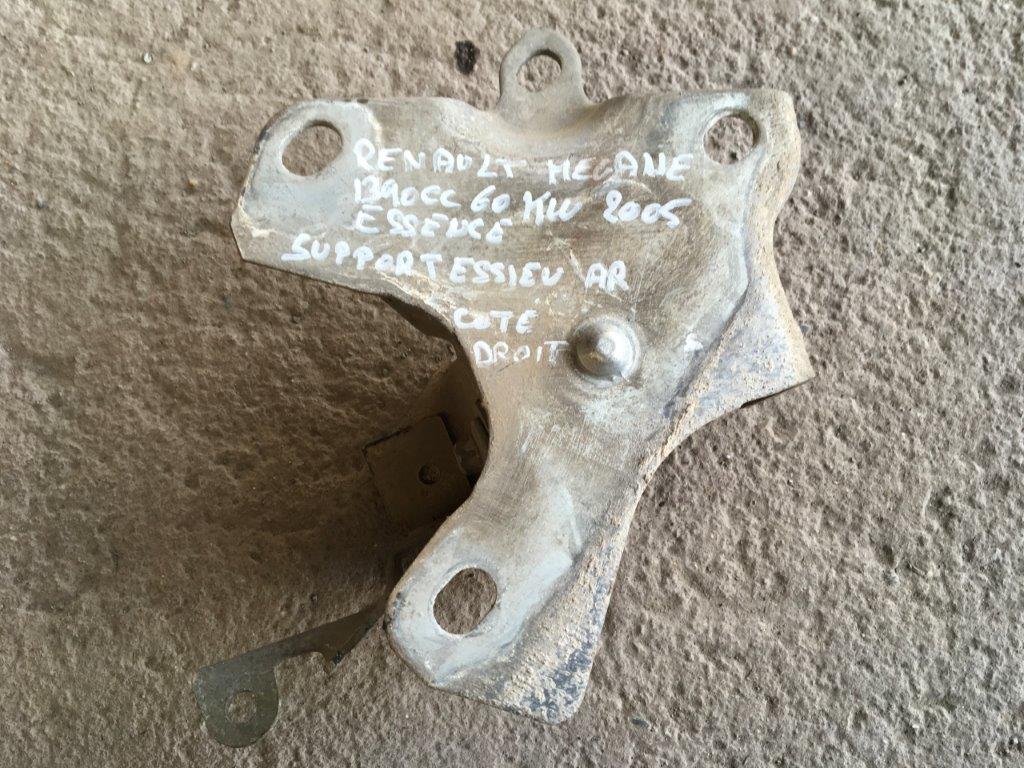 RENAULT MEGANE
1390cc 60 KW 2005
ESSENCE
SUPPORT ESSIEU AR
COTE
DROIT